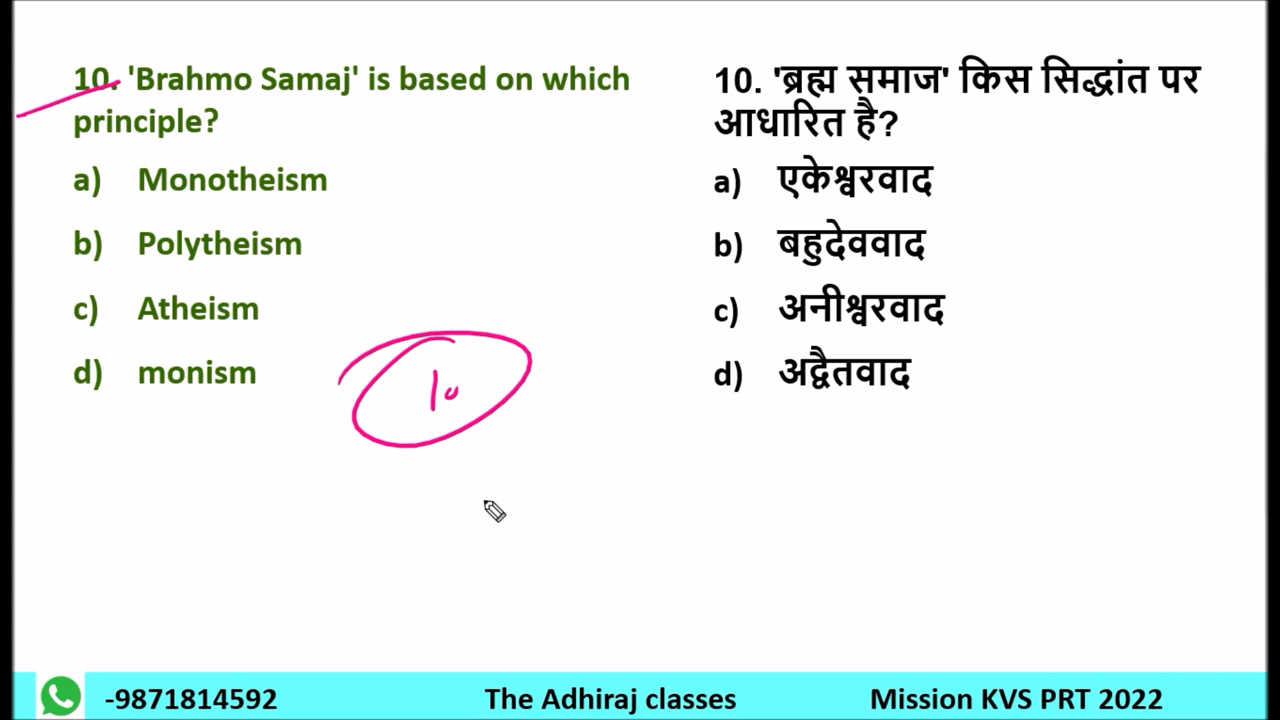 10. 'Brahmo Samaj' is based on which
principle?
a) Monotheism
b) Polytheism
c) Atheism
d) monism
10
10. 'ब्रह्म समाज' किस सिद्धांत पर
आधारित है?
a) एकेश्वरवाद
b) बहुदेववाद
c) अनीश्वरवाद
d) अद्वैतवाद
-9871814592 The Adhiraj classes Mission KVS PRT 2022